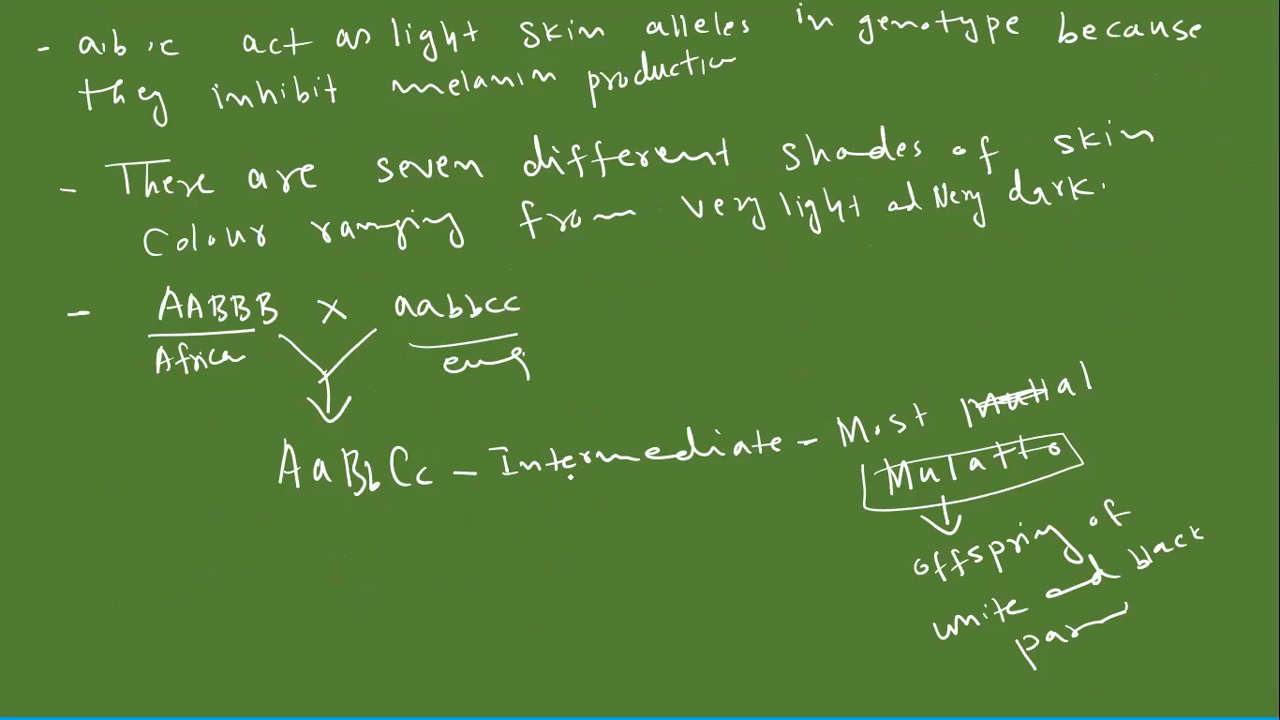 - a,b,c act as light skin alleles in genotype because
they inhibit melanin production
- There are seven different shades of skin
Colour ranging from very light ad Very dark.
- AABBB x aabbcc
Africa eng
AaBbCc - Intermediate - Most
Mulatto
offspring of
white and black
par